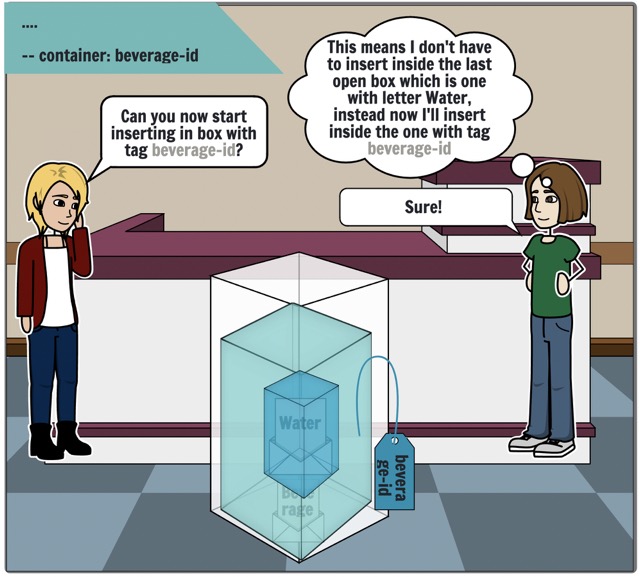 ....
-- container: beverage-id
Can you now start
inserting in box with
tag beverage-id?
This means I don't have
to insert inside the last
open box which is one
with letter Water,
instead now I'll insert
inside the one with tag
beverage-id
Sure!
Water
Beve
rage
bevera
ge-id